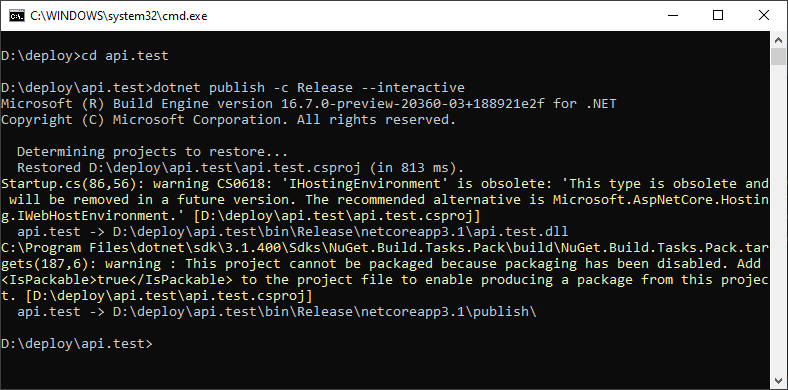 C:\WINDOWS\system32\cmd.exe
D:\deploy>cd api.test
D:\deploy\api.test>dotnet publish -c Release --interactive
Microsoft (R) Build Engine version 16.7.0-preview-20360-03+188921e2f for .NET
Copyright (C) Microsoft Corporation. All rights reserved.
  Determining projects to restore...
  Restored D:\deploy\api.test\api.test.csproj (in 813 ms).
Startup.cs(86,56): warning CS0618: 'IHostingEnvironment' is obsolete: 'This type is obsolete and
 will be removed in a future version. The recommended alternative is Microsoft.AspNetCore.Hostin
g.IWebHostEnvironment.' [D:\deploy\api.test\api.test.csproj]
  api.test -> D:\deploy\api.test\bin\Release\netcoreapp3.1\api.test.dll
C:\Program Files\dotnet\sdk\3.1.400\Sdks\NuGet.Build.Tasks.Pack\build\NuGet.Build.Tasks.Pack.tar
gets(187,6): warning : This project cannot be packaged because packaging has been disabled. Add
<IsPackable>true</IsPackable> to the project file to enable producing a package from this projec
t. [D:\deploy\api.test\api.test.csproj]
  api.test -> D:\deploy\api.test\bin\Release\netcoreapp3.1\publish\
D:\deploy\api.test>